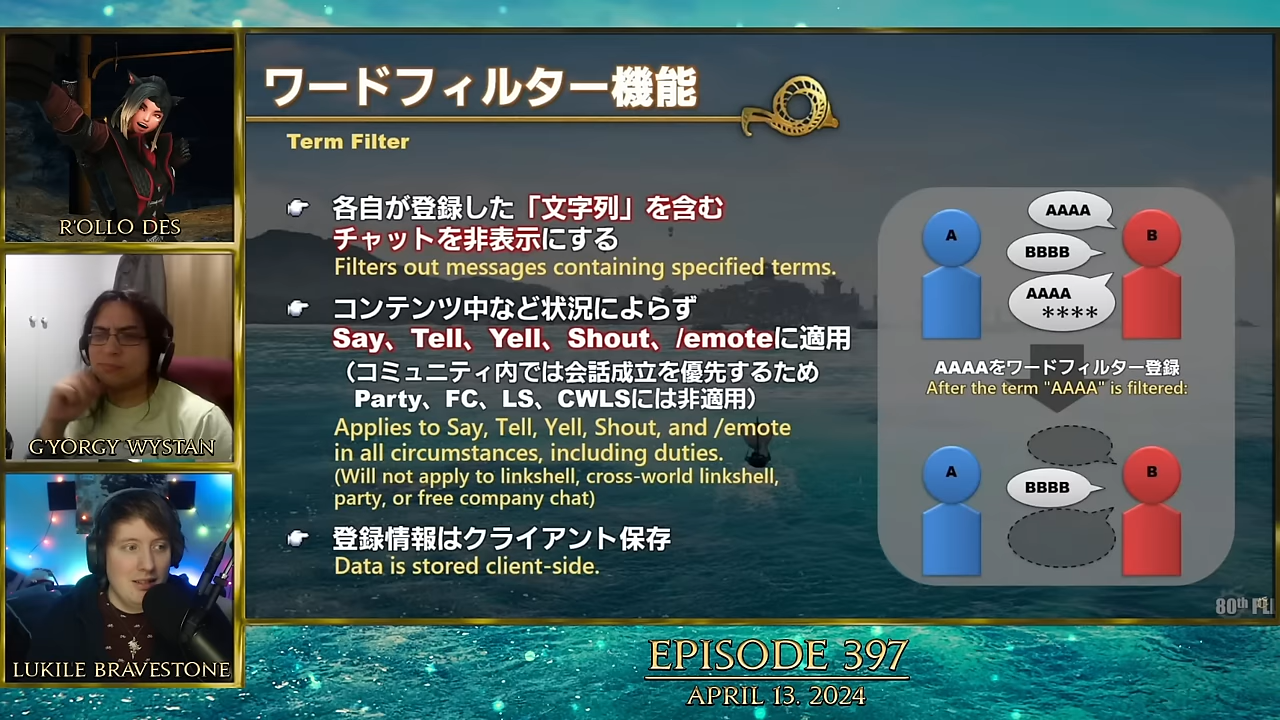 R'OLLO DES
G'YORGY WYSTAN
LUKILE BRAVESTONE
ワードフィルター機能
Term Filter
各自が登録した「文字列」を含む
チャットを非表示にする
Filters out messages containing specified terms.
コンテンツ中など状況によらず
Say、Tell、Yell、Shout、/emoteに適用
（コミュニティ内では会話成立を優先するため
Party、FC、LS、CWLSには非適用）
Applies to Say, Tell, Yell, Shout, and /emote
in all circumstances, including duties.
(Will not apply to linkshell, cross-world linkshell,
party, or free company chat)
登録情報はクライアント保存
Data is stored client-side.
A
AAAA
BBBB
AAAA
****
B
AAAAをワードフィルター登録
After the term "AAAA" is filtered:
A
BBBB
B
80th
EPISODE 397
APRIL 13. 2024